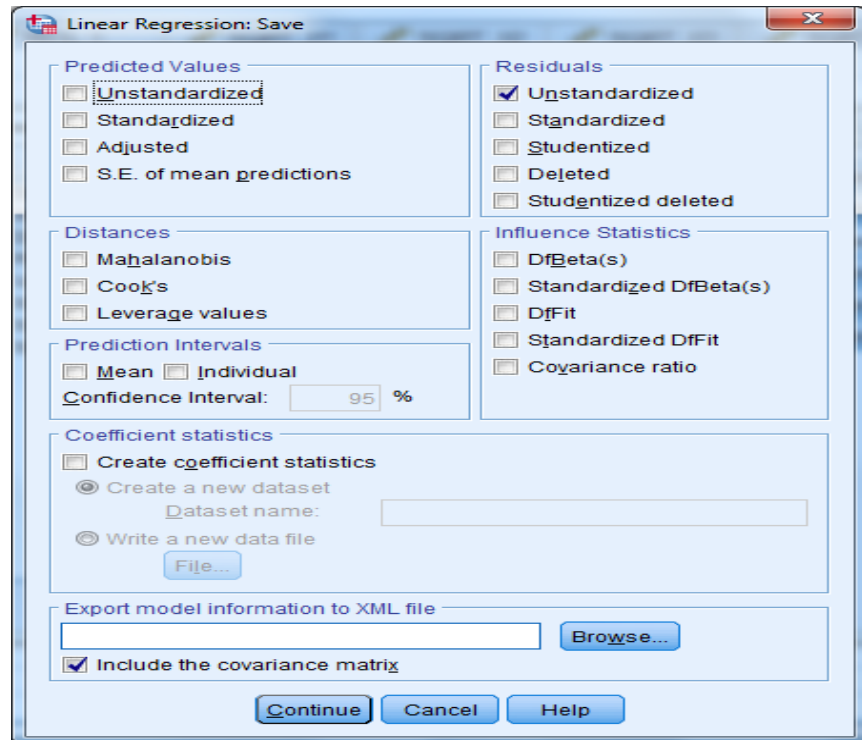 Linear Regression: Save
Predicted Values
Unstandardized
Standardized
Adjusted
S.E. of mean predictions
Residuals
Unstandardized
Standardized
Studentized
Deleted
Studentized deleted
Distances
Mahalanobis
Cook's
Leverage values
Influence Statistics
DfBeta(s)
Standardized DfBeta(s)
DfFit
Standardized DfFit
Covariance ratio
Prediction Intervals
Mean Individual
Confidence Interval: 95 %
Coefficient statistics
Create coefficient statistics
Create a new dataset
Dataset name:
Write a new data file
File...
Export model information to XML file
Browse...
Include the covariance matrix
Continue Cancel Help